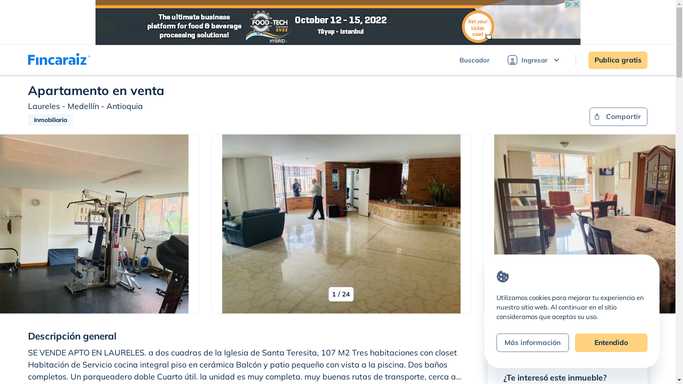 The ultimate business
platform for food & beverage
processing solutions!
FOOD-TECH
HYBRID
October 12 - 15, 2022
Tüyap - Istanbul
Get your
ticket
now!
Fincaraiz
Buscador
Ingresar
Publica gratis
Apartamento en venta
Laureles - Medellín - Antioquia
Inmobiliaria
Compartir
1 / 24
Utilizamos cookies para mejorar tu experiencia en
nuestro sitio web. Al continuar en el sitio
consideramos que aceptas su uso.
Más información
Entendido
Descripción general
SE VENDE APTO EN LAURELES. a dos cuadras de la Iglesia de Santa Teresita, 107 M2 Tres habitaciones con closet
Habitación de Servicio cocina integral piso en cerámica Balcón y patio pequeño con vista a la piscina. Dos baños
completos. Un parqueadero doble Cuarto útil. la unidad es muy completa. muy buenas rutas de transporte, cerca a...
¿Te interesó este inmueble?